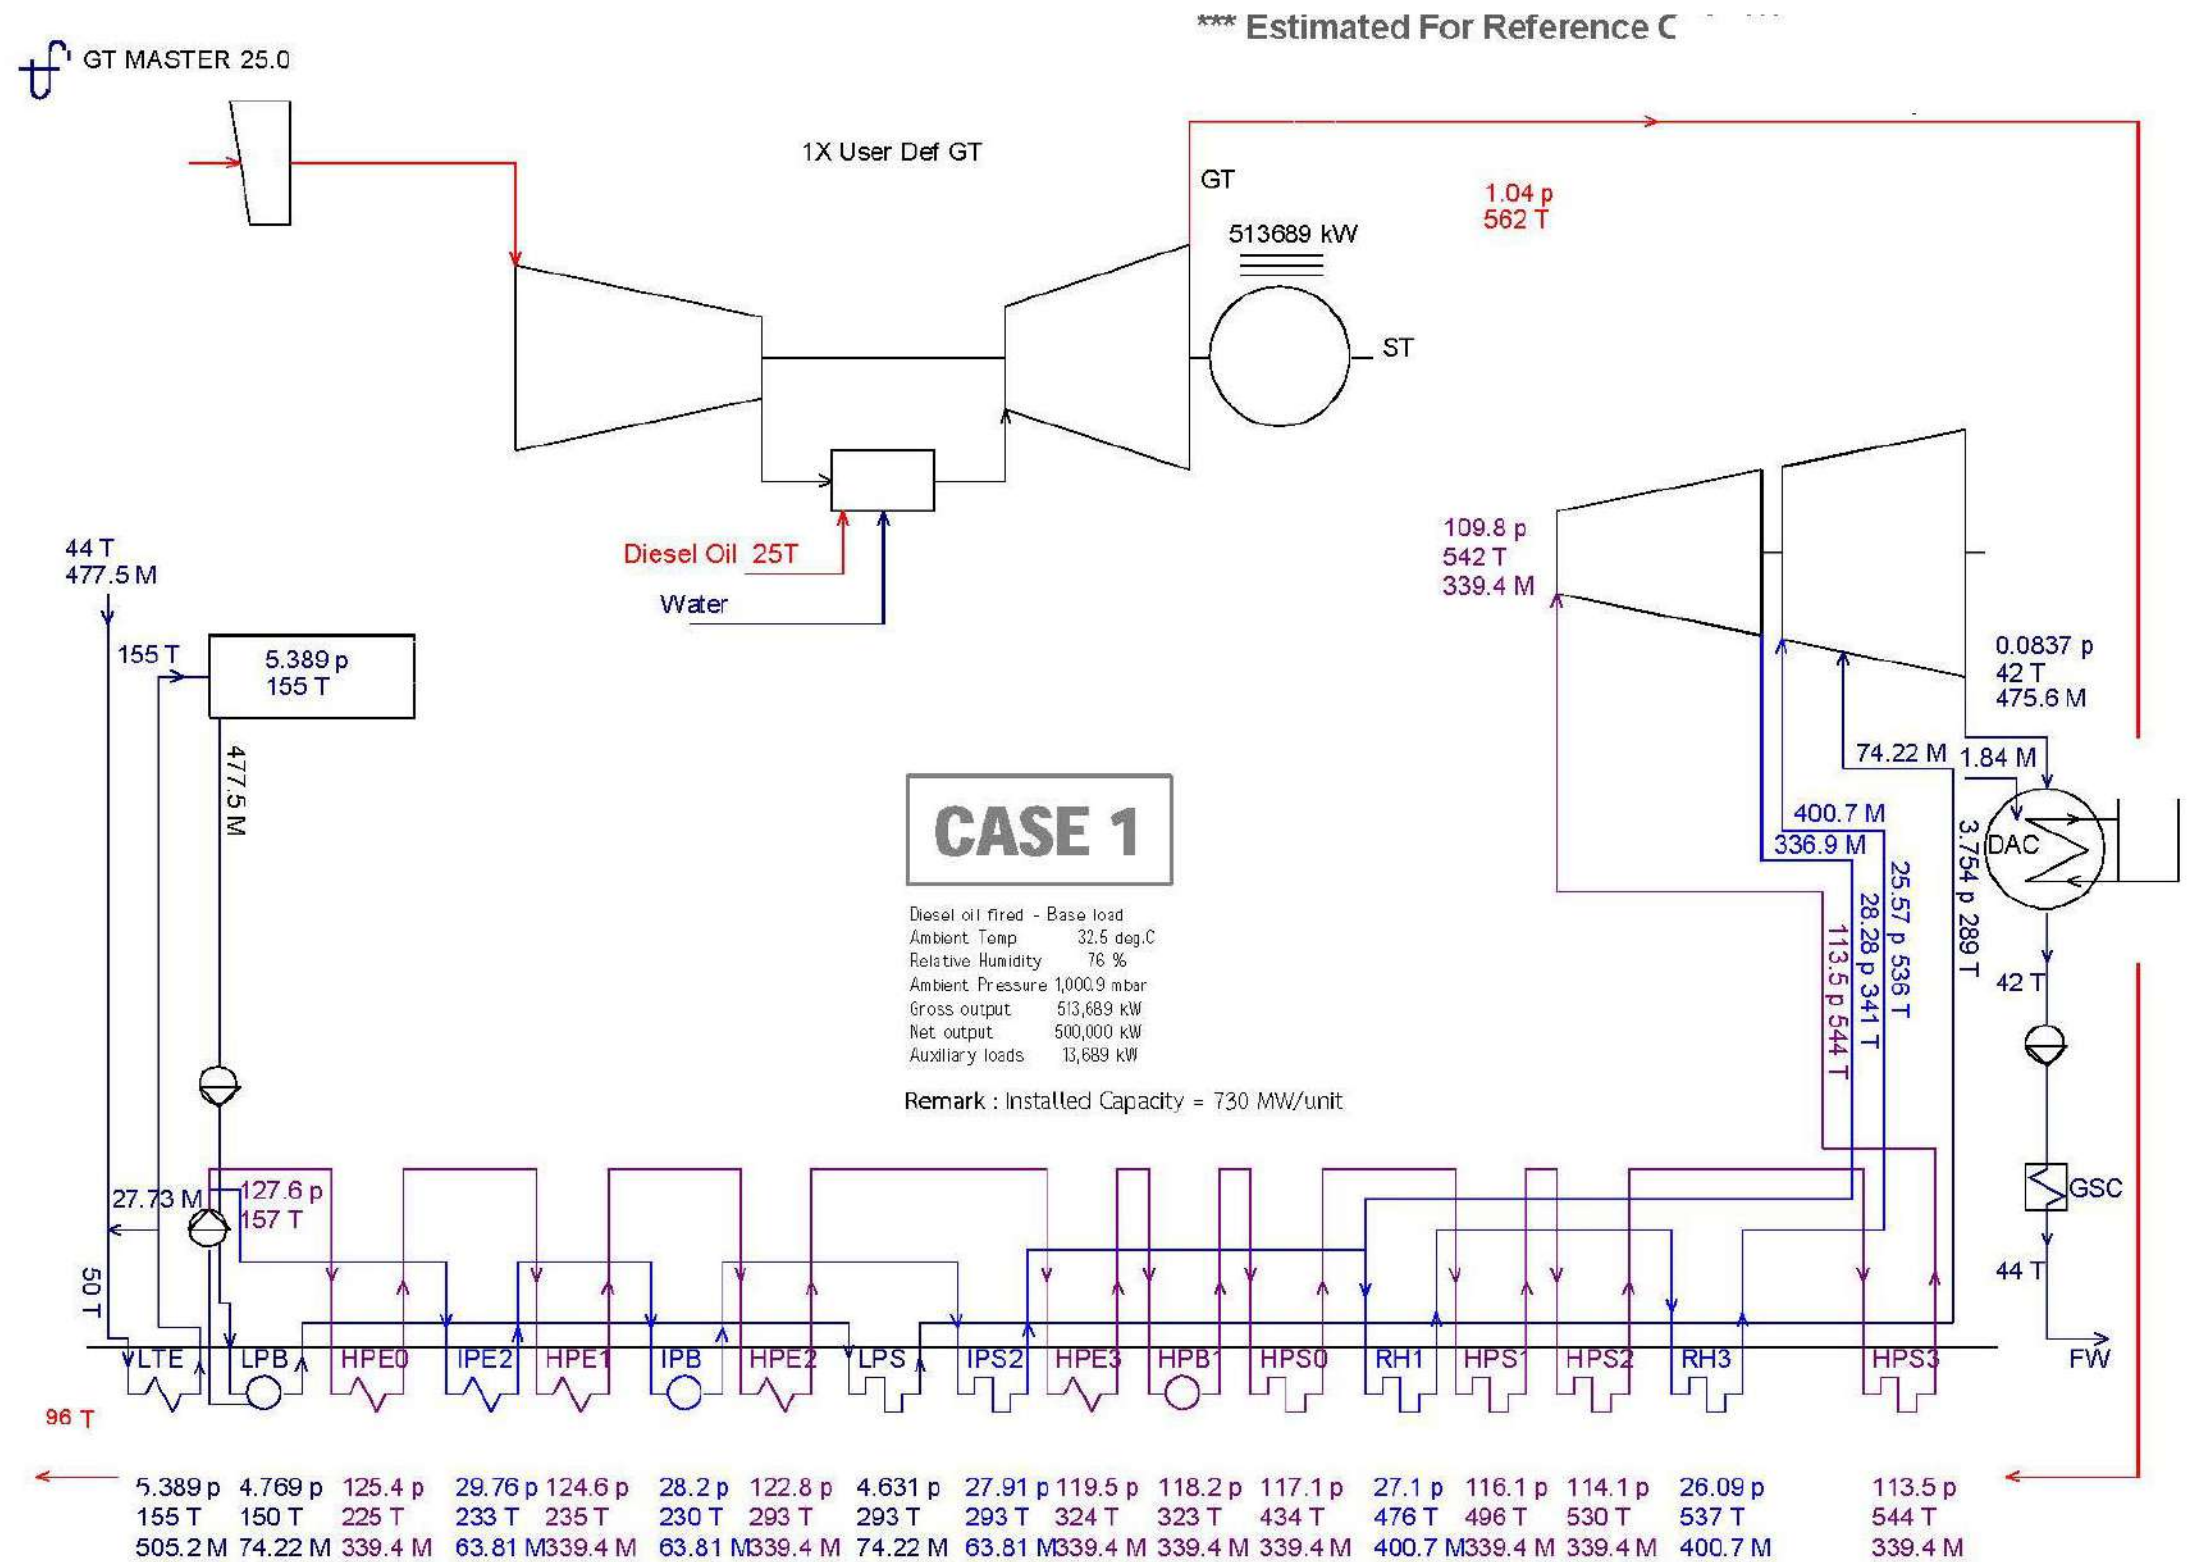 *** Estimated For Reference
GT MASTER 25.0
1X User Def GT
GT
1.04 p
562 T
513689 kW
ST
109.8 p
542 T
339.4 M
Diesel Oil 25T
Water
44 T
477.5 M
155 T
5.389 p
155 T
477.5 M
0.0837 p
42 T
475.6 M
74.22 M
1.84 M
400.7 M
336.9 M
DAC
3.754 p 289 T
25.57 p 536 T
28.28 p 341 T
113.5 p 544 T
42 T
CASE 1
Diesel oil fired - Base load
Ambient Temp 32.5 deg.C
Relative Humidity 76 %
Ambient Pressure 1,000.9 mbar
Gross output 513,689 kW
Net output 500,000 kW
Auxiliary loads 13,689 kW
Remark : Installed Capacity = 730 MW/unit
27.73 M
127.6 p
157 T
GSC
50 T
44 T
FW
LTE LPB HPE0 IPE2 HPE1 IPB HPE2 LPS IPS2 HPE3 HPB1 HPS0 RH1 HPS1 HPS2 RH3 HPS3
96 T
5.389 p 4.769 p 125.4 p 29.76 p 124.6 p 28.2 p 122.8 p 4.631 p 27.91 p 119.5 p 118.2 p 117.1 p 27.1 p 116.1 p 114.1 p 26.09 p 113.5 p
155 T 150 T 225 T 233 T 235 T 230 T 293 T 293 T 293 T 324 T 323 T 434 T 476 T 496 T 530 T 537 T 544 T
505.2 M 74.22 M 339.4 M 63.81 M 339.4 M 63.81 M 339.4 M 74.22 M 63.81 M 339.4 M 339.4 M 339.4 M 400.7 M 339.4 M 339.4 M 400.7 M 339.4 M